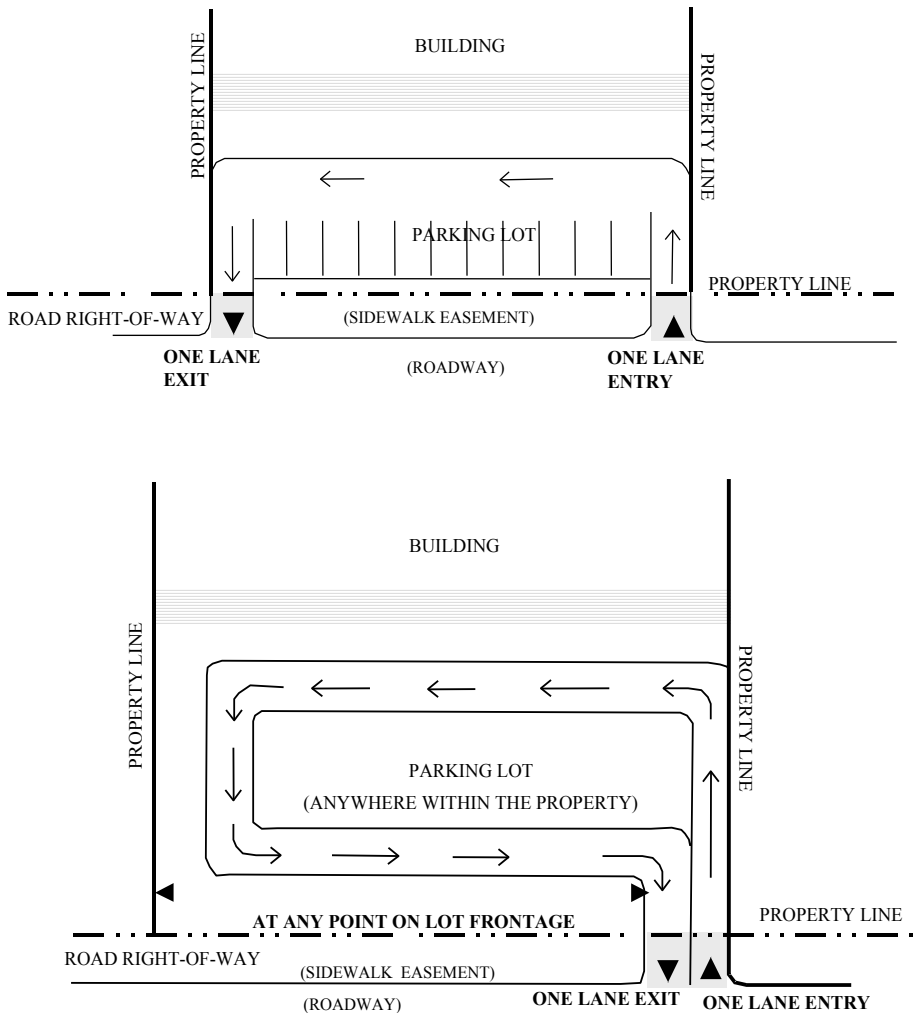 BUILDING
PROPERTY LINE
PROPERTY LINE
PARKING LOT
PROPERTY LINE
ROAD RIGHT-OF-WAY
(SIDEWALK EASEMENT)
ONE LANE
EXIT
(ROADWAY)
ONE LANE
ENTRY
BUILDING
PROPERTY LINE
PROPERTY LINE
PARKING LOT
(ANYWHERE WITHIN THE PROPERTY)
AT ANY POINT ON LOT FRONTAGE
PROPERTY LINE
ROAD RIGHT-OF-WAY
(SIDEWALK EASEMENT)
(ROADWAY)
ONE LANE EXIT
ONE LANE ENTRY